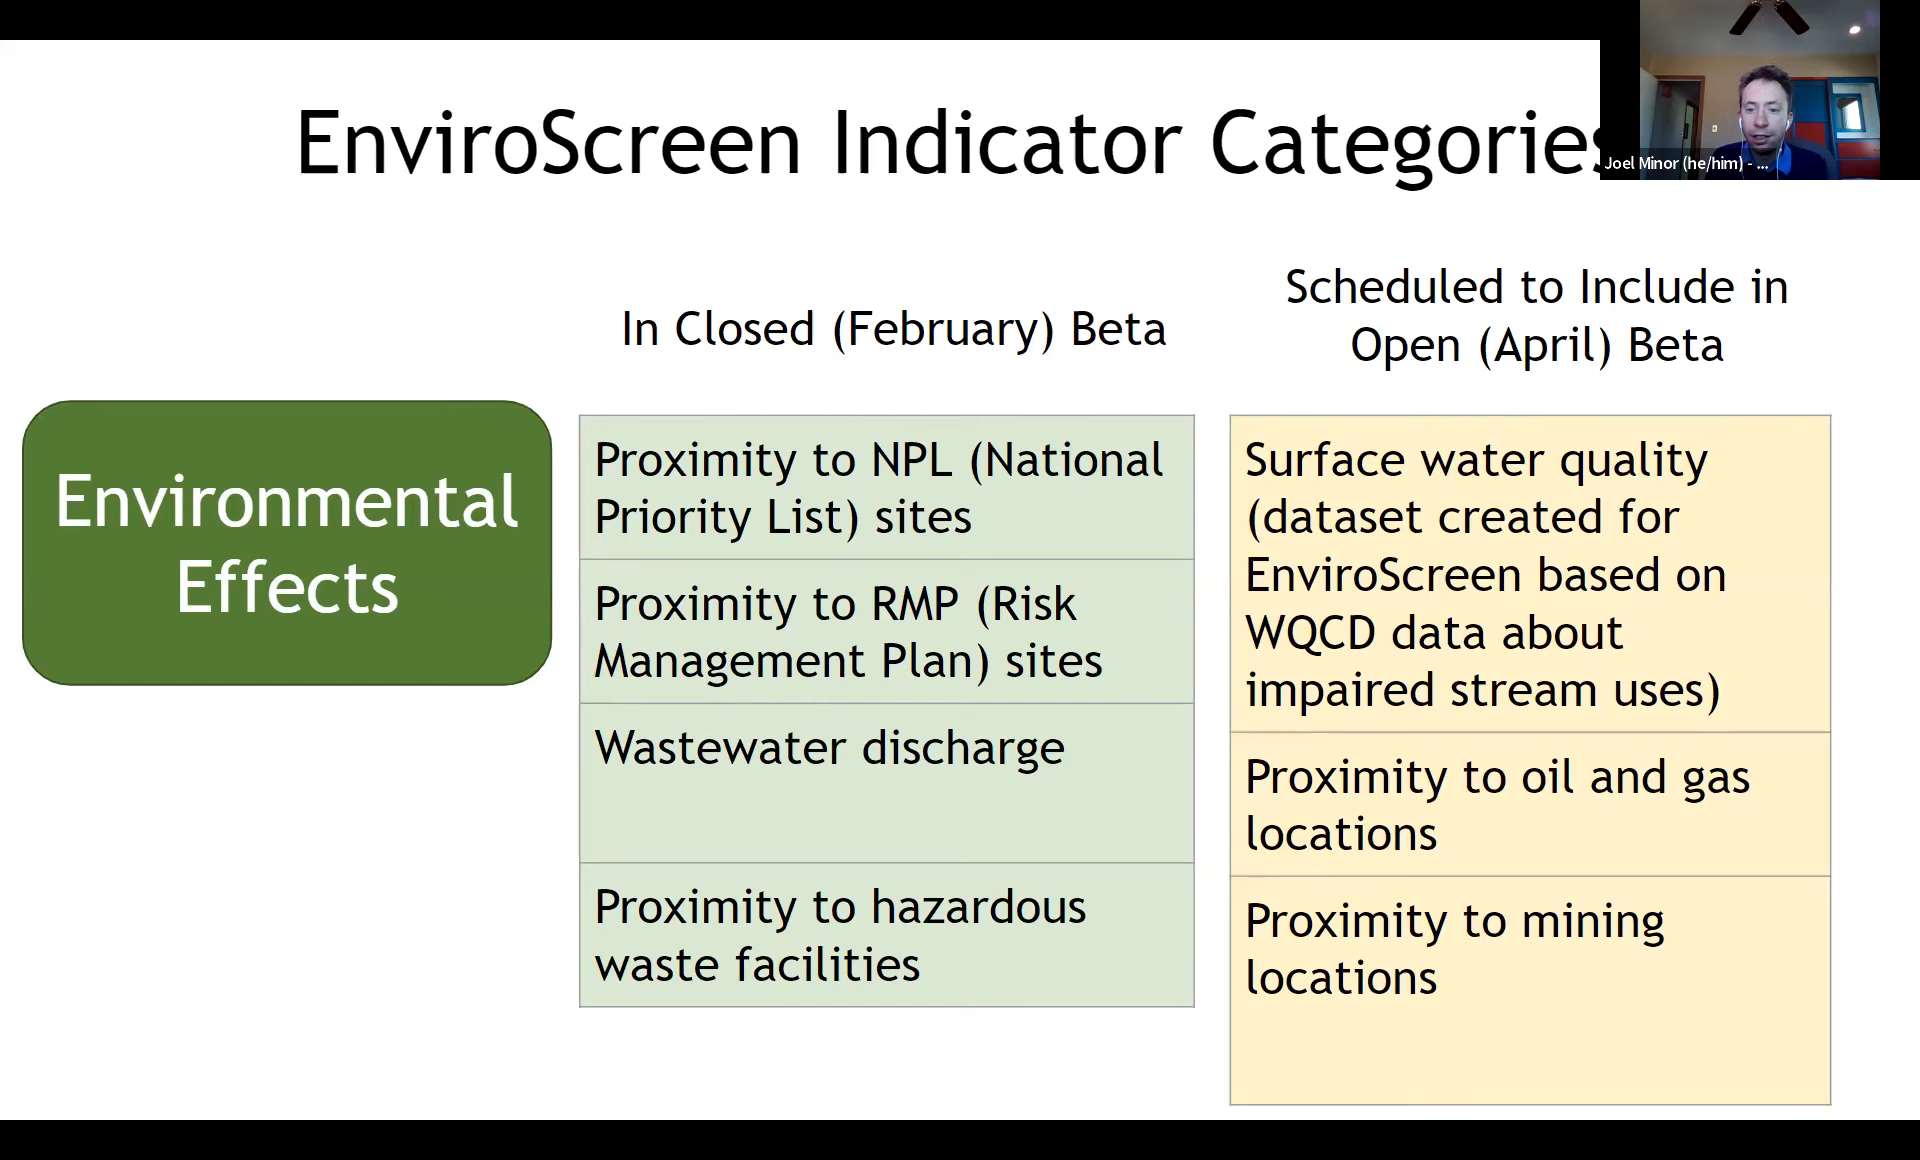 EnviroScreen Indicator Categories
Joel Minor (he/him) - ...
In Closed (February) Beta
Scheduled to Include in
Open (April) Beta
Environmental
Effects
Proximity to NPL (National
Priority List) sites
Proximity to RMP (Risk
Management Plan) sites
Wastewater discharge
Proximity to hazardous
waste facilities
Surface water quality
(dataset created for
EnviroScreen based on
WQCD data about
impaired stream uses)
Proximity to oil and gas
locations
Proximity to mining
locations